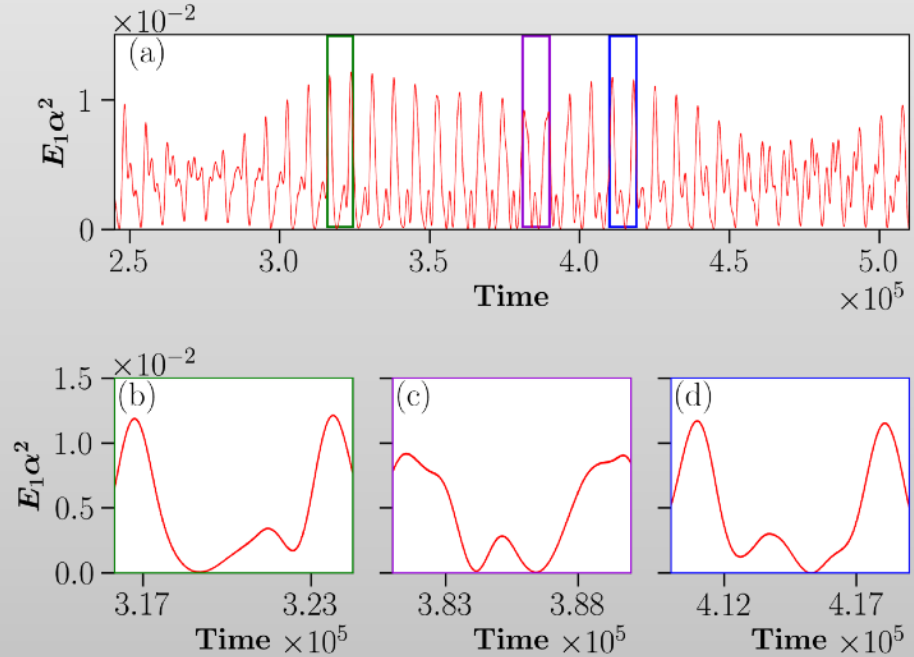 ×10⁻²
(a)
1
0
E₁α²
2.5 3.0 3.5 4.0 4.5 5.0
Time
×10⁵
×10⁻²
(b) (c) (d)
1.5
1.0
0.5
0.0
E₁α²
3.17 3.23 3.83 3.88 4.12 4.17
Time ×10⁵ Time ×10⁵ Time ×10⁵